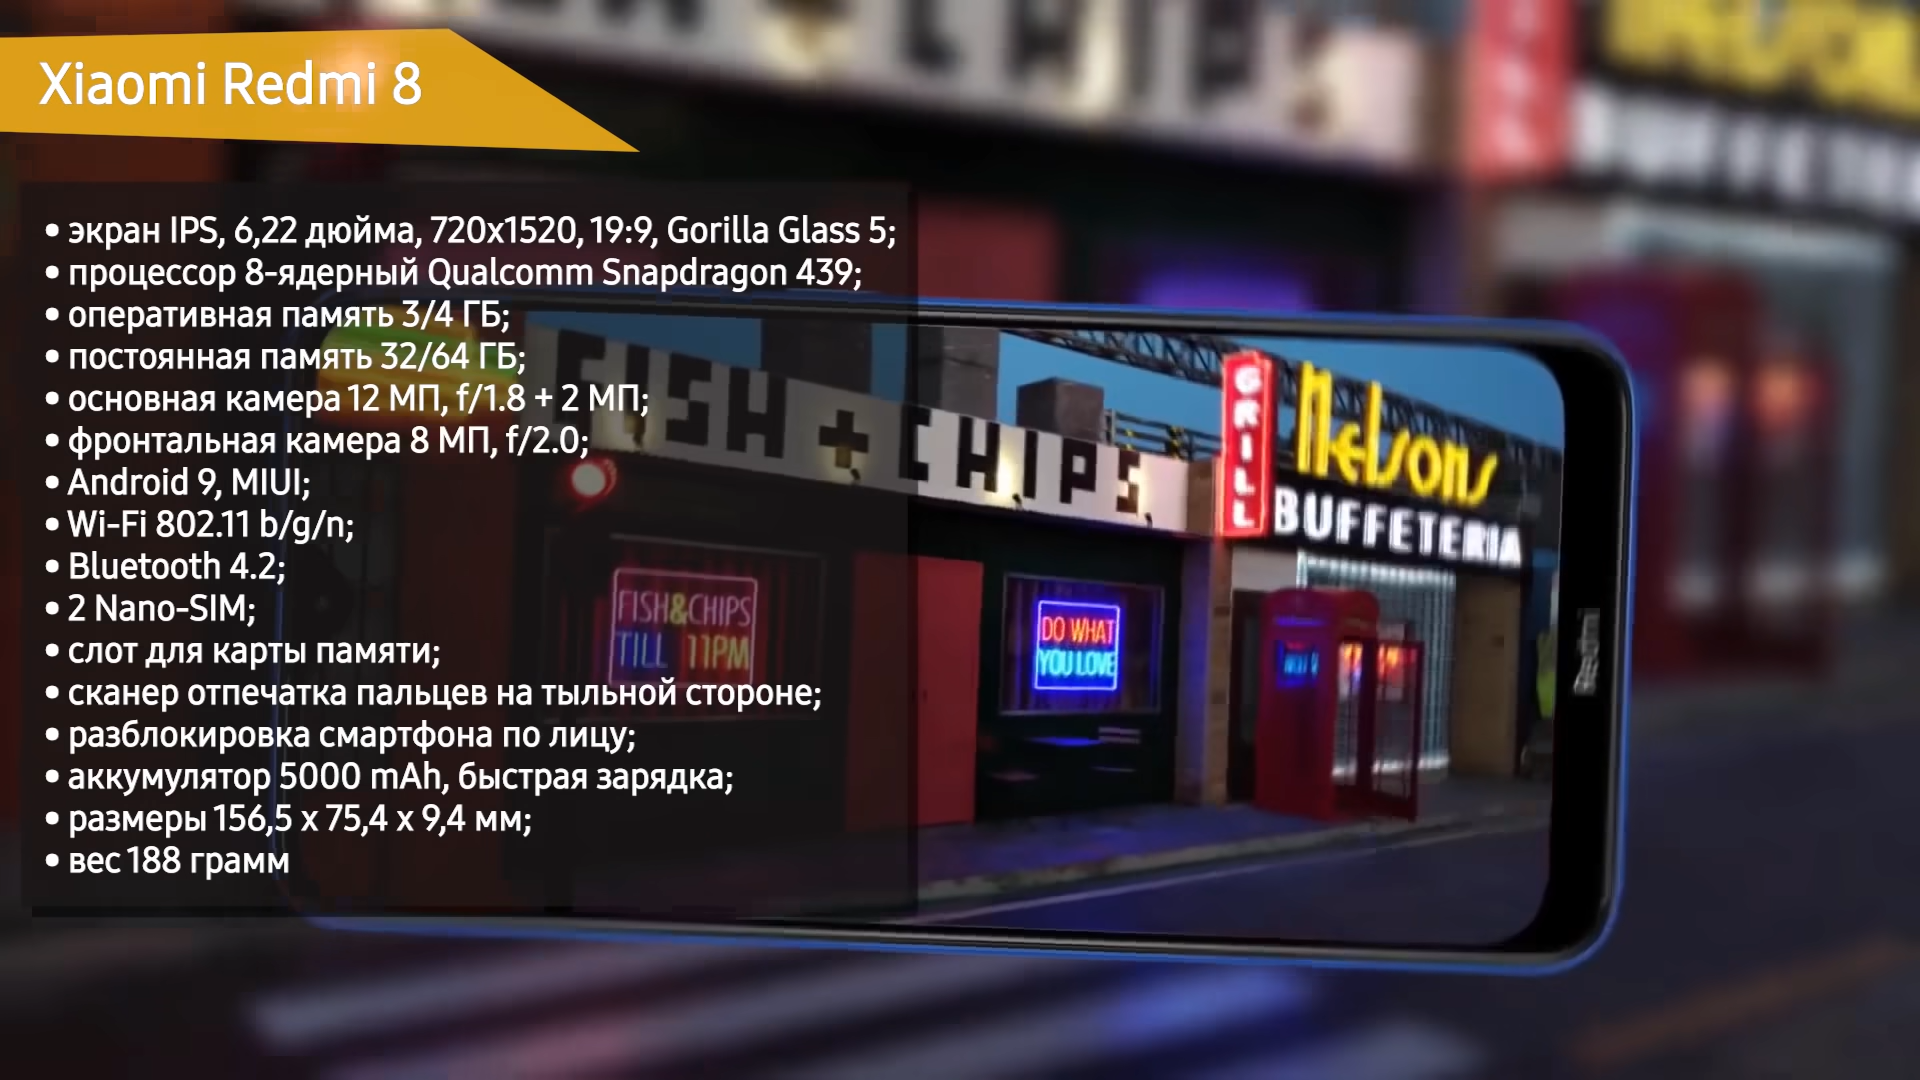 Xiaomi Redmi 8
• экран IPS, 6,22 дюйма, 720x1520, 19:9, Gorilla Glass 5;
• процессор 8-ядерный Qualcomm Snapdragon 439;
• оперативная память 3/4 ГБ;
• постоянная память 32/64 ГБ;
• основная камера 12 МП, f/1.8 + 2 МП;
• фронтальная камера 8 МП, f/2.0;
• Android 9, MIUI;
• Wi-Fi 802.11 b/g/n;
• Bluetooth 4.2;
• 2 Nano-SIM;
• слот для карты памяти;
• сканер отпечатка пальцев на тыльной стороне;
• разблокировка смартфона по лицу;
• аккумулятор 5000 mAh, быстрая зарядка;
• размеры 156,5 x 75,4 x 9,4 мм;
• вес 188 грамм
FISH + CHIPS
GRILL
Nelsons
BUFFETERIA
FISH&CHIPS
TILL 11PM
DO WHAT
YOU LOVE
Redmi
BUFFETERIA